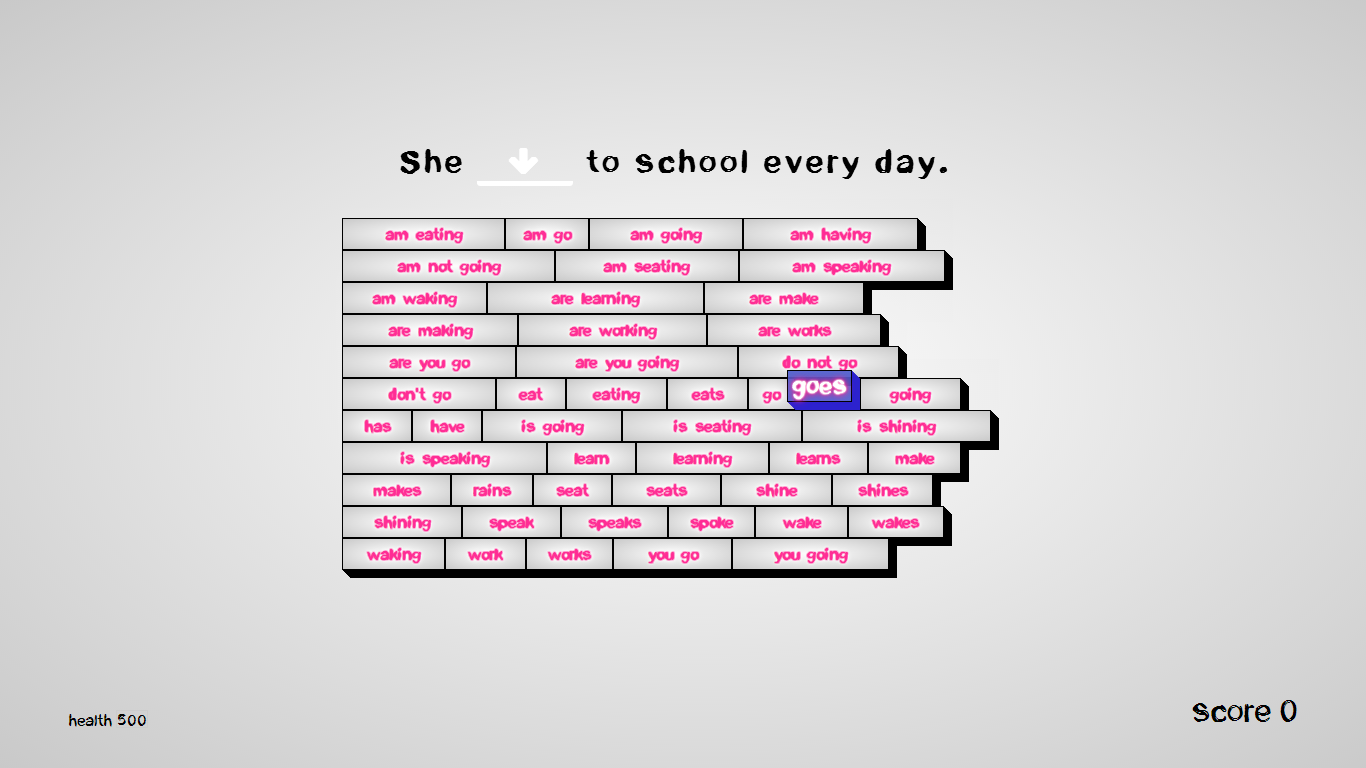 She to school every day.
am eating am go am going am having
am not going am seating am speaking
am waking are learning are make
are making are working are works
are you go are you going do not go
don't go eat eating eats go goes going
has have is going is seating is shining
is speaking learn learning learns make
makes rains seat seats shine shines
shining speak speaks spoke wake wakes
waking work works you go you going
health 500
score 0